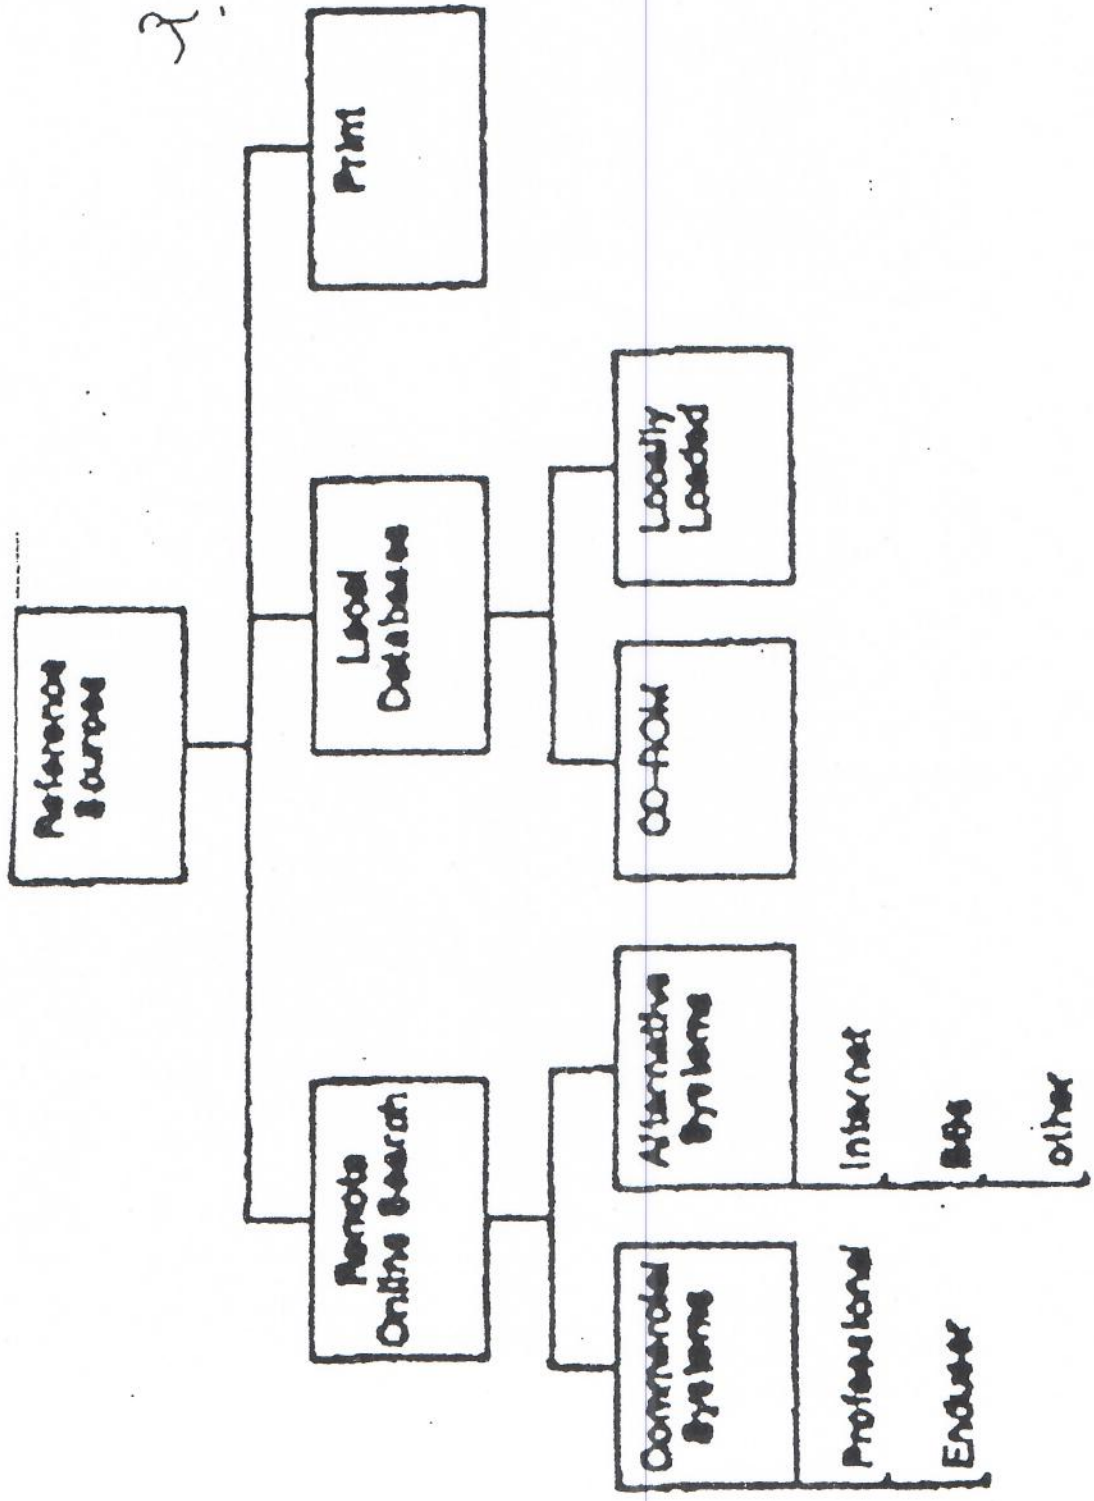 Reference
Sources
Remote
Online Search
Local
Databases
Print
Commercial
Systems
Alternative
Systems
CD-ROM
Locally
Loaded
Professional
Enduser
Internet
BBs
other